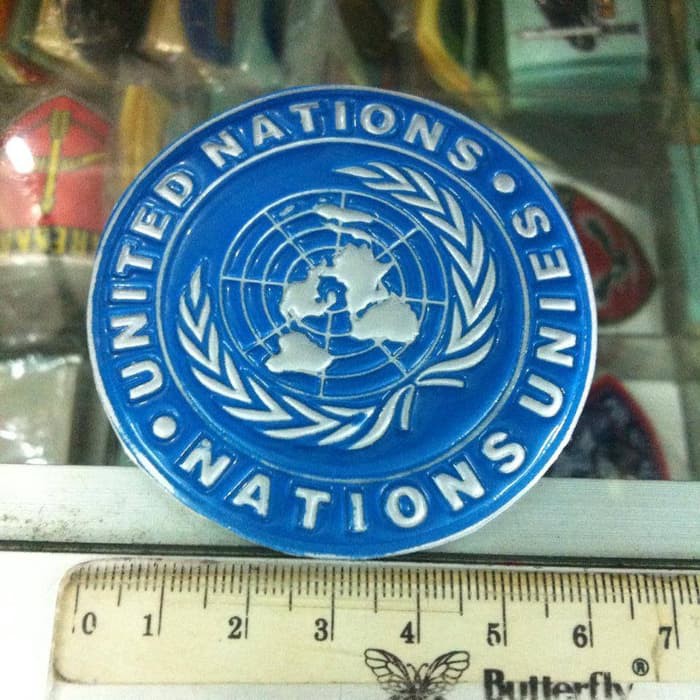 UNITED NATIONS
NATIONS UNIES
0 1 2 3 4 5 6 7
Butterfly®